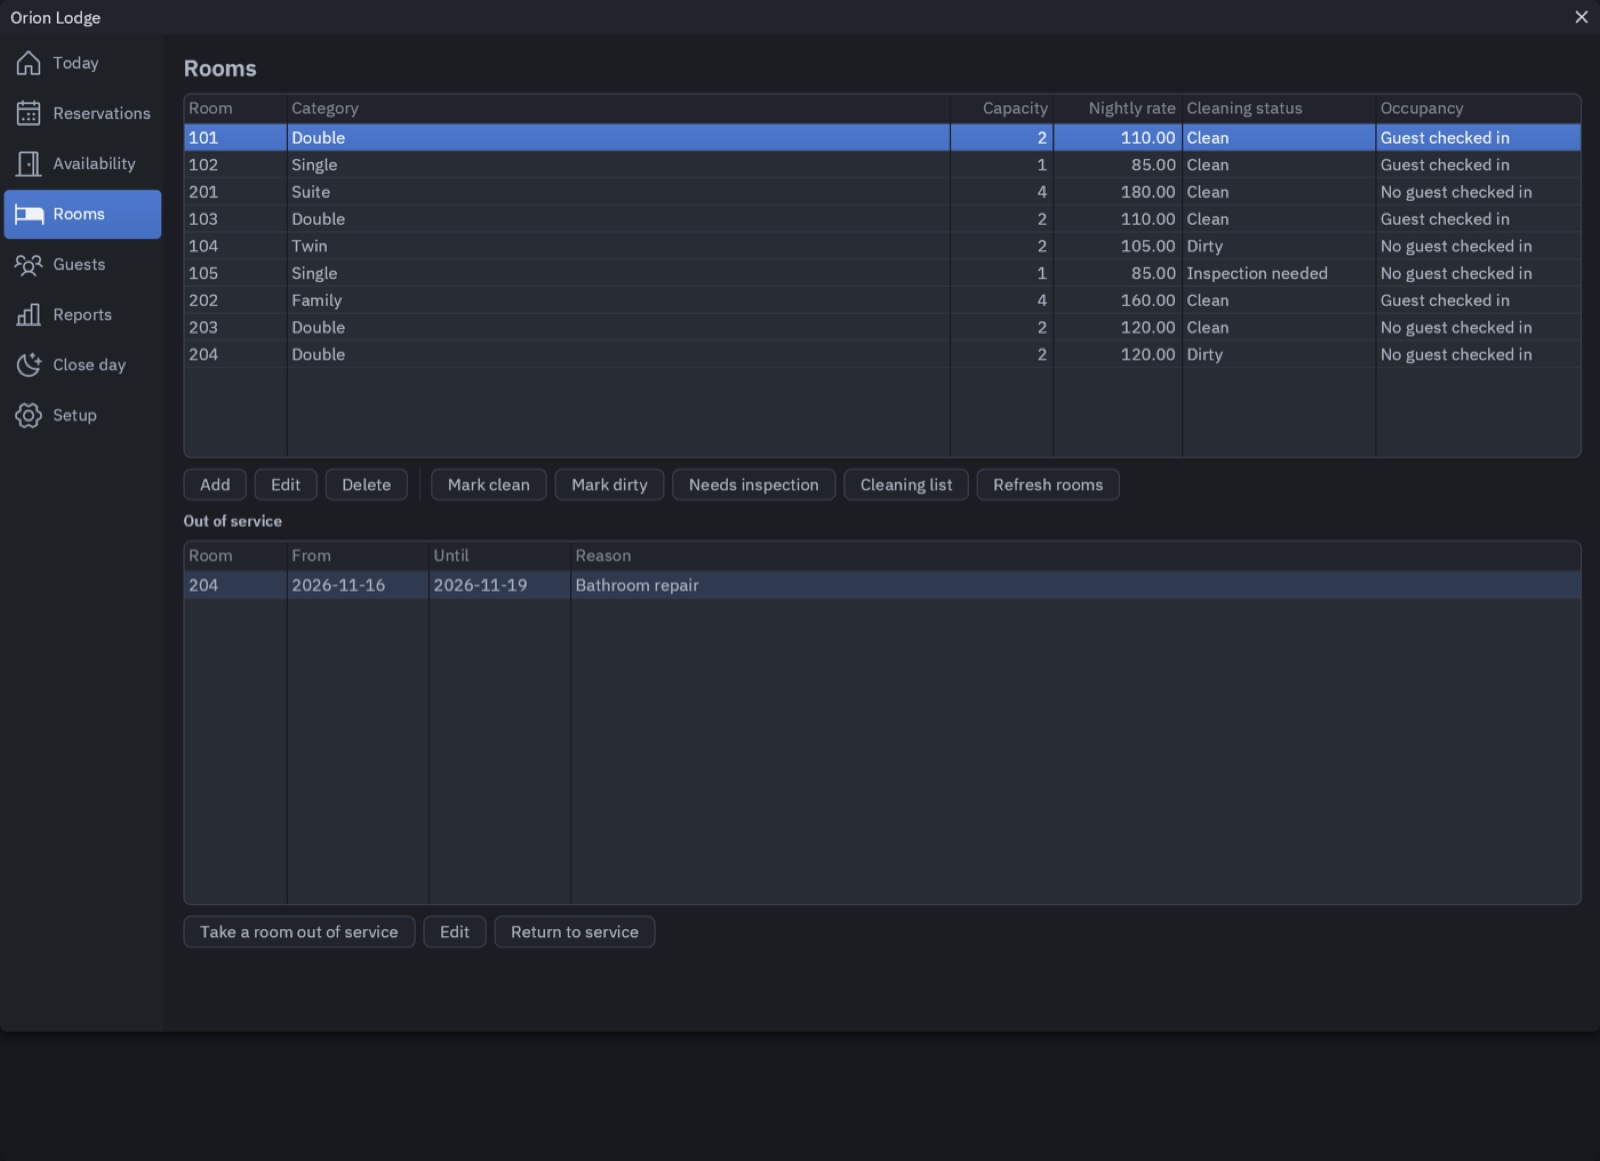 Orion Lodge
Today
Reservations
Availability
Rooms
Guests
Reports
Close day
Setup
Rooms
Room Category Capacity Nightly rate Cleaning status Occupancy
101 Double 2 110.00 Clean Guest checked in
102 Single 1 85.00 Clean Guest checked in
201 Suite 4 180.00 Clean No guest checked in
103 Double 2 110.00 Clean Guest checked in
104 Twin 2 105.00 Dirty No guest checked in
105 Single 1 85.00 Inspection needed No guest checked in
202 Family 4 160.00 Clean Guest checked in
203 Double 2 120.00 Clean No guest checked in
204 Double 2 120.00 Dirty No guest checked in
Add Edit Delete Mark clean Mark dirty Needs inspection Cleaning list Refresh rooms
Out of service
Room From Until Reason
204 2026-11-16 2026-11-19 Bathroom repair
Take a room out of service Edit Return to service